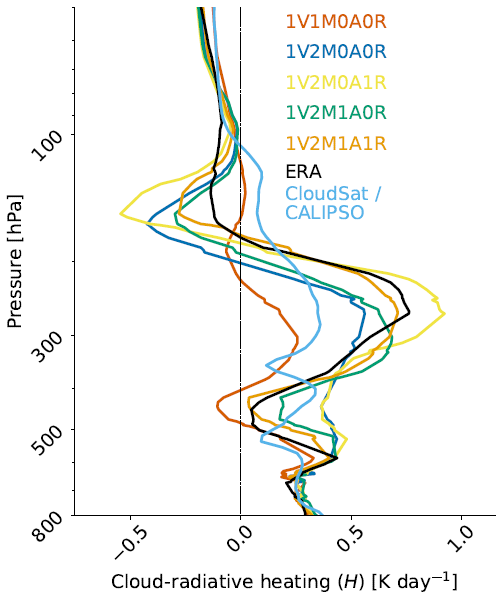 1V1M0A0R
1V2M0A0R
1V2M0A1R
1V2M1A0R
1V2M1A1R
ERA
CloudSat /
CALIPSO
Pressure [hPa]
100
300
500
800
−0.5
0.0
0.5
1.0
Cloud-radiative heating (H) [K day⁻¹]